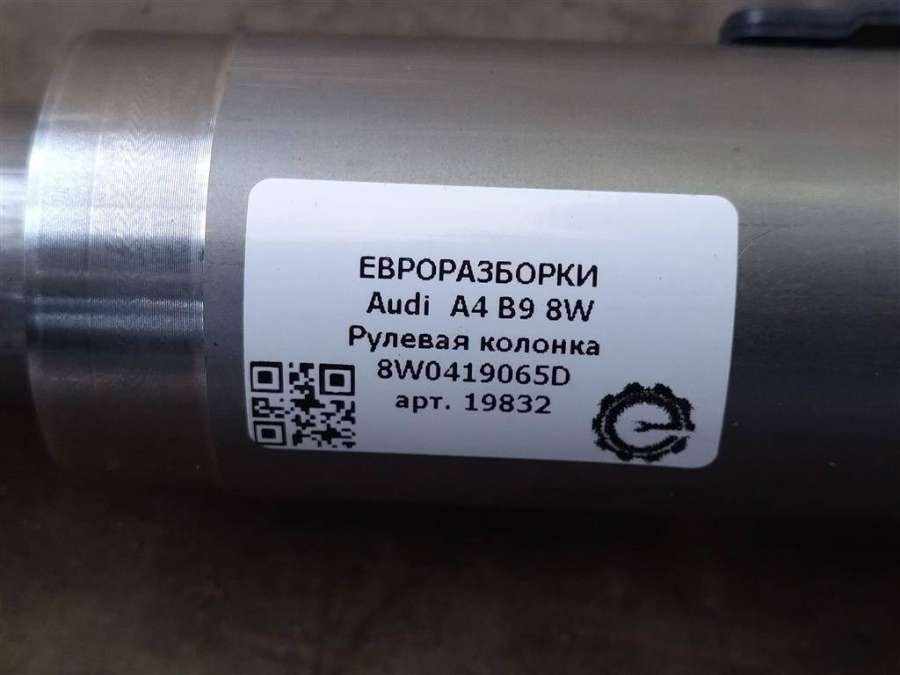 ЕВРОРАЗБОРКИ
Audi A4 B9 8W
Рулевая колонка
8W0419065D
арт. 19832